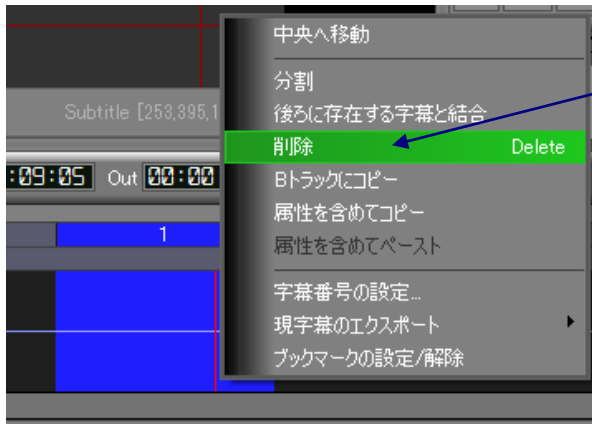 中央へ移動
分割
Subtitle [253,395,1
後ろに存在する字幕と結合
削除 Delete
:09:05 Out 00:00
Bトラックにコピー
属性を含めてコピー
1
属性を含めてペースト
字幕番号の設定...
現字幕のエクスポート
ブックマークの設定/解除